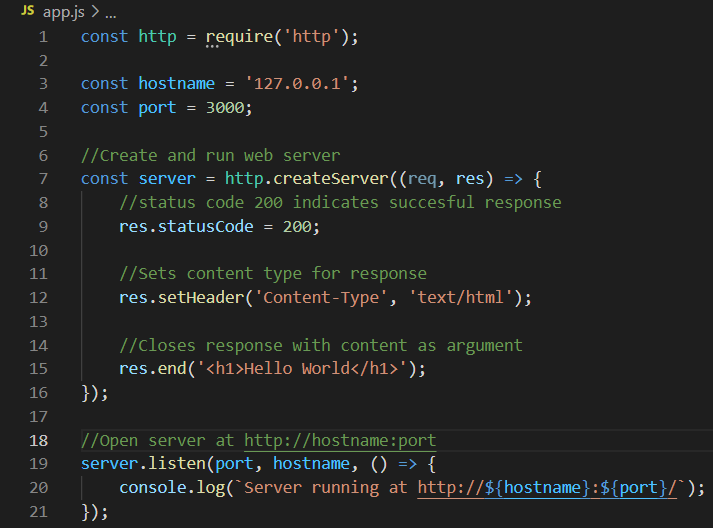 JS app.js > ...
1 const http = require('http');
2
3 const hostname = '127.0.0.1';
4 const port = 3000;
5
6 //Create and run web server
7 const server = http.createServer((req, res) => {
8     //status code 200 indicates succesful response
9     res.statusCode = 200;
10
11     //Sets content type for response
12     res.setHeader('Content-Type', 'text/html');
13
14     //Closes response with content as argument
15     res.end('<h1>Hello World</h1>');
16 });
17
18 //Open server at http://hostname:port
19 server.listen(port, hostname, () => {
20     console.log(`Server running at http://${hostname}:${port}/`);
21 });